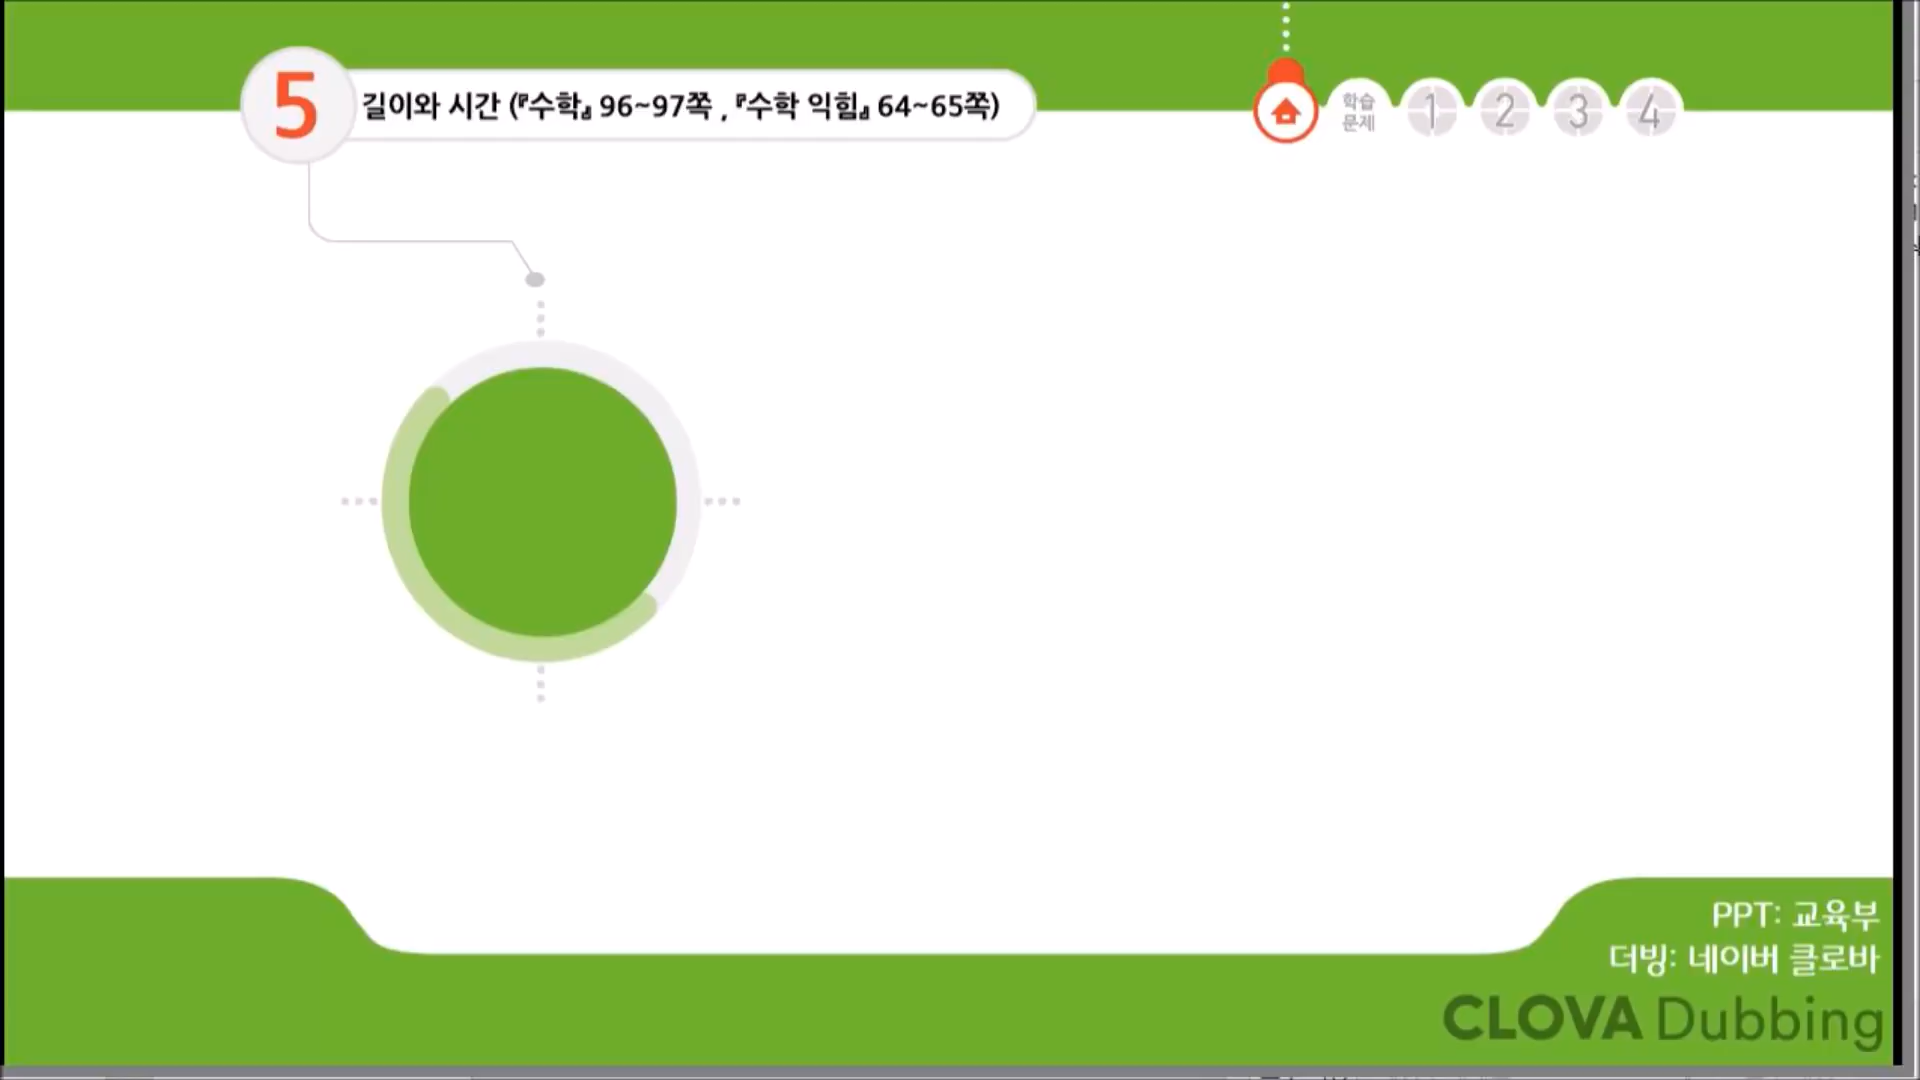 5
길이와 시간 (『수학』 96~97쪽 , 『수학 익힘』 64~65쪽)
학습
문제
1 2 3 4
PPT: 교육부
더빙: 네이버 클로바
CLOVA Dubbing